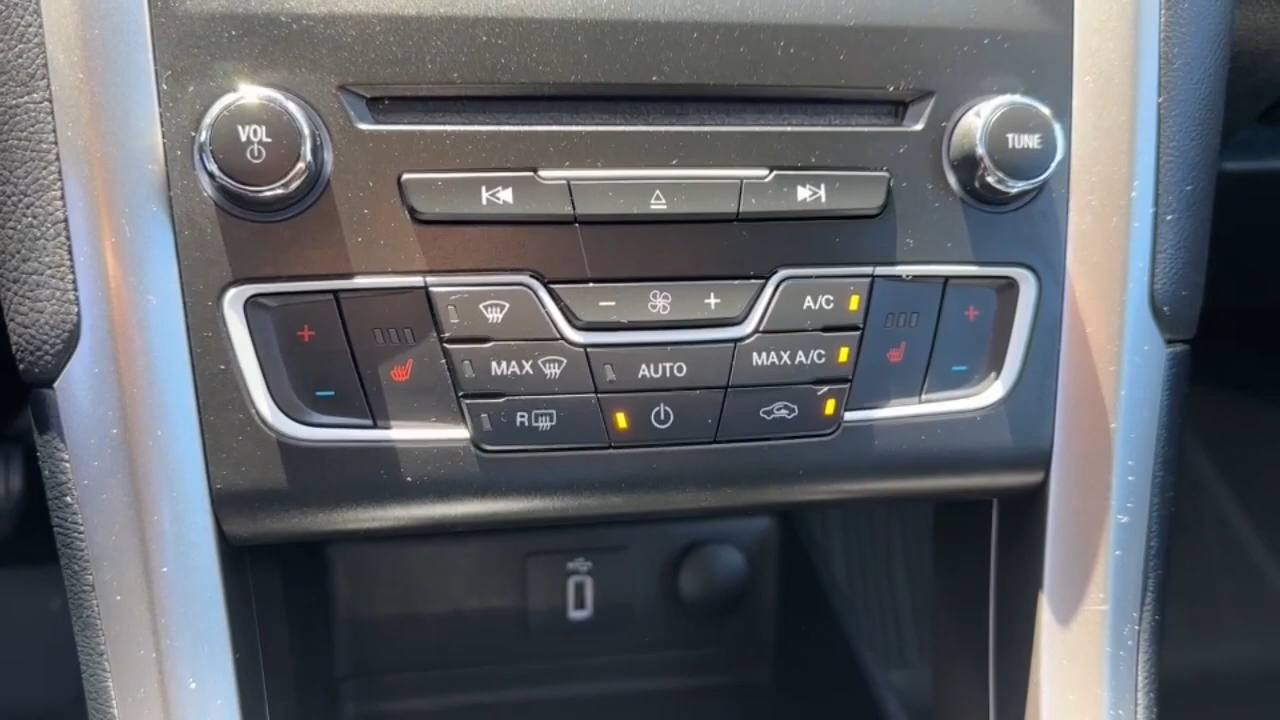 VOL
TUNE
− +
A/C
+ +
MAX
AUTO
MAX A/C
− −
R